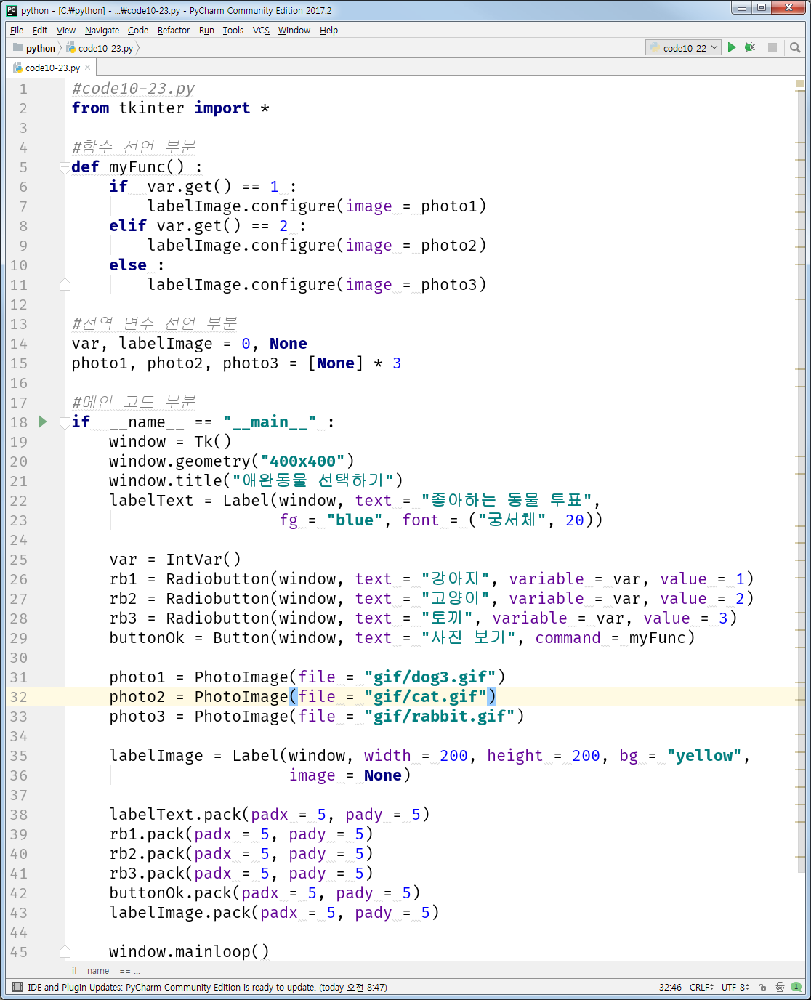 python - [C:₩python] - ...₩code10-23.py - PyCharm Community Edition 2017.2
File Edit View Navigate Code Refactor Run Tools VCS Window Help
python code10-23.py code10-22
code10-23.py
1 #code10-23.py
2 from tkinter import *
3
4 #함수 선언 부분
5 def myFunc() :
6     if  var.get() == 1 :
7         labelImage.configure(image = photo1)
8     elif var.get() == 2 :
9         labelImage.configure(image = photo2)
10     else :
11         labelImage.configure(image = photo3)
12
13 #전역 변수 선언 부분
14 var, labelImage = 0, None
15 photo1, photo2, photo3 = [None] * 3
16
17 #메인 코드 부분
18 if  __name__ == "__main__" :
19     window = Tk()
20     window.geometry("400x400")
21     window.title("애완동물 선택하기")
22     labelText = Label(window, text = "좋아하는 동물 투표",
23                       fg = "blue", font = ("궁서체", 20))
24
25     var = IntVar()
26     rb1 = Radiobutton(window, text = "강아지", variable = var, value = 1)
27     rb2 = Radiobutton(window, text = "고양이", variable = var, value = 2)
28     rb3 = Radiobutton(window, text = "토끼", variable = var, value = 3)
29     buttonOk = Button(window, text = "사진 보기", command = myFunc)
30
31     photo1 = PhotoImage(file = "gif/dog3.gif")
32     photo2 = PhotoImage(file = "gif/cat.gif")
33     photo3 = PhotoImage(file = "gif/rabbit.gif")
34
35     labelImage = Label(window, width = 200, height = 200, bg = "yellow",
36                        image = None)
37
38     labelText.pack(padx = 5, pady = 5)
39     rb1.pack(padx = 5, pady = 5)
40     rb2.pack(padx = 5, pady = 5)
41     rb3.pack(padx = 5, pady = 5)
42     buttonOk.pack(padx = 5, pady = 5)
43     labelImage.pack(padx = 5, pady = 5)
44
45     window.mainloop()
if __name__ == ...
IDE and Plugin Updates: PyCharm Community Edition is ready to update. (today 오전 8:47) 32:46 CRLF UTF-8 1